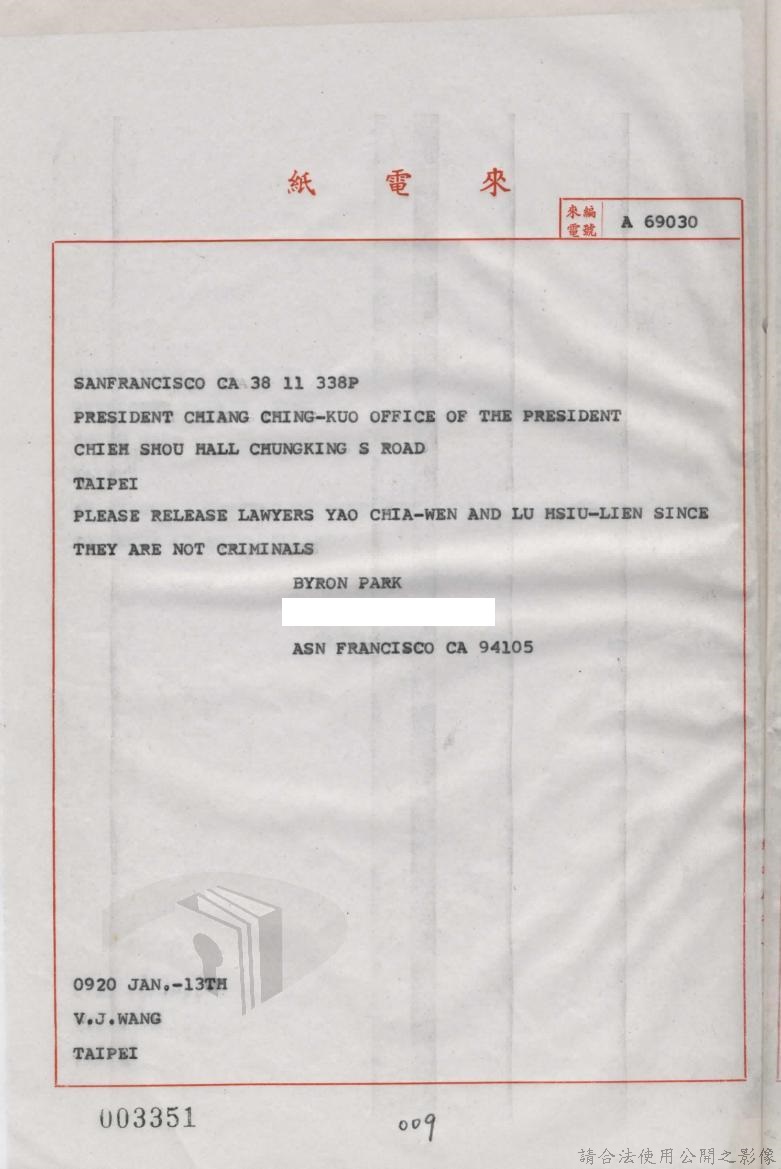 來電紙
來電編號 A 69030
SANFRANCISCO CA 38 11 338P
PRESIDENT CHIANG CHING-KUO OFFICE OF THE PRESIDENT
CHIEH SHOU HALL CHUNGKING S ROAD
TAIPEI
PLEASE RELEASE LAWYERS YAO CHIA-WEN AND LU HSIU-LIEN SINCE
THEY ARE NOT CRIMINALS
BYRON PARK
ASN FRANCISCO CA 94105
0920 JAN.-13TH
V.J.WANG
TAIPEI
003351
009
請合法使用公開之影像